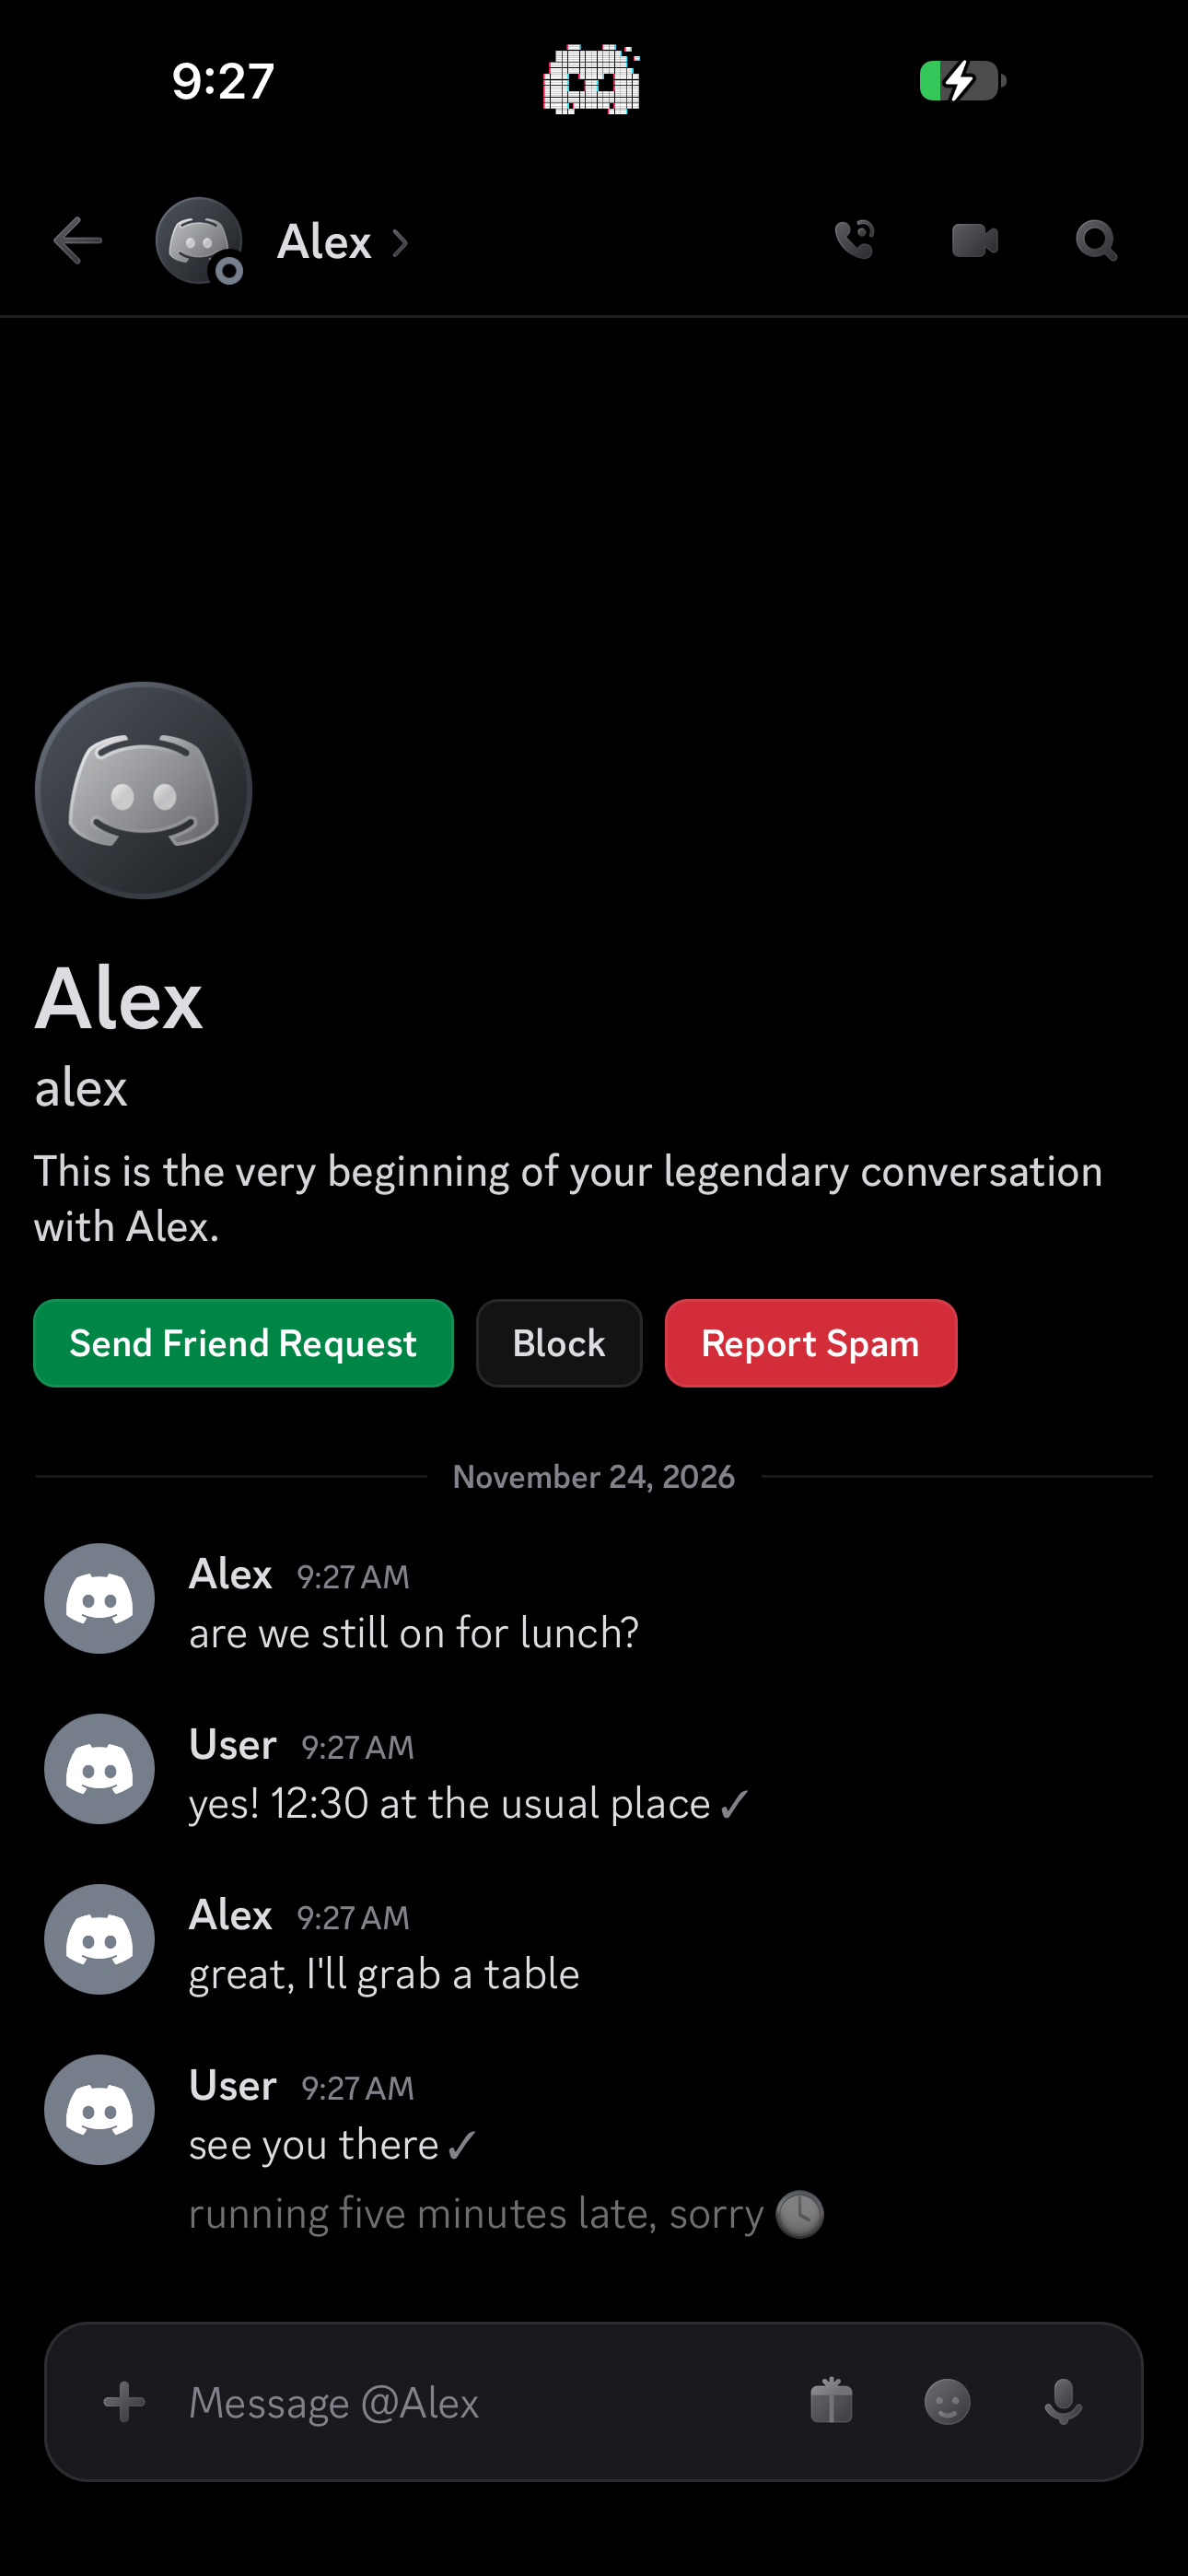 9:27
Alex
Alex
alex
This is the very beginning of your legendary conversation
with Alex.
Send Friend Request
Block
Report Spam
November 24, 2026
Alex 9:27 AM
are we still on for lunch?
User 9:27 AM
yes! 12:30 at the usual place ✓
Alex 9:27 AM
great, I'll grab a table
User 9:27 AM
see you there ✓
running five minutes late, sorry
Message @Alex